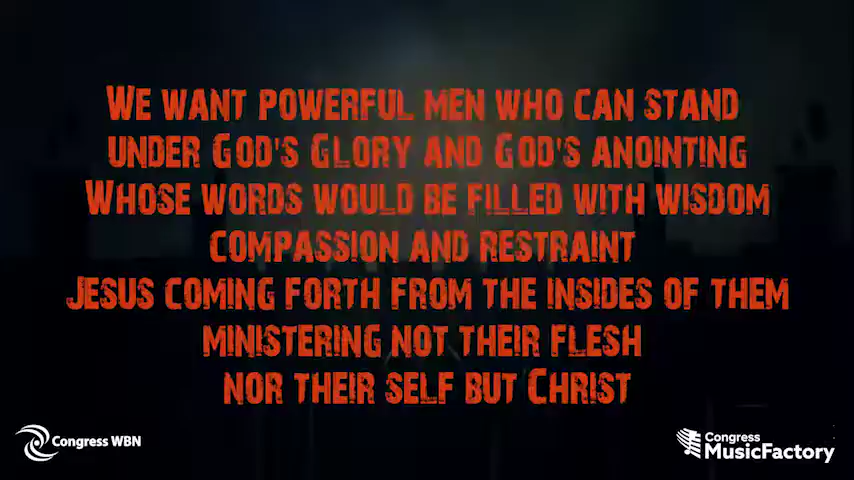 We want powerful men who can stand
under God's Glory and God's anointing
Whose words would be filled with wisdom
compassion and restraint
Jesus coming forth from the insides of them
ministering not their flesh
nor their self but Christ
Congress WBN
Congress
MusicFactory